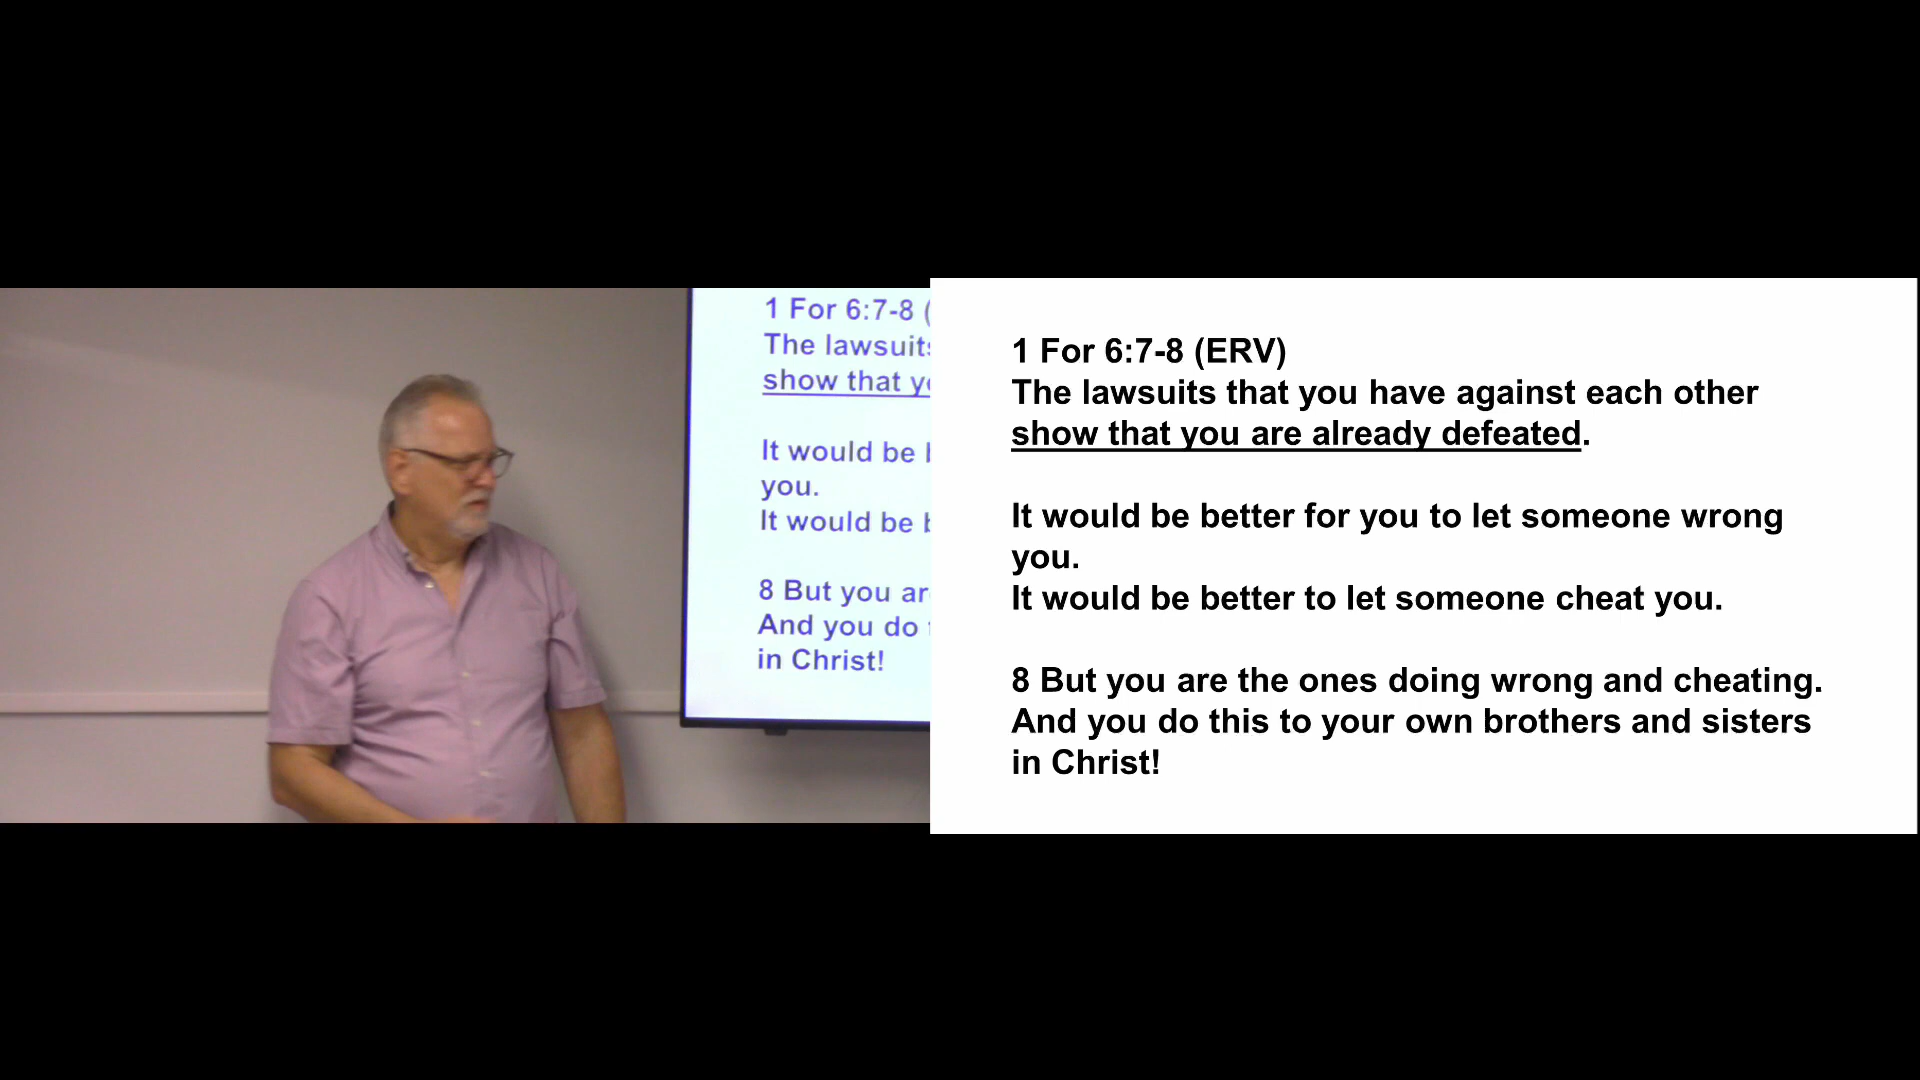 1 For 6:7-8 (
The lawsuits
show that yo
It would be b
you.
It would be b
8 But you ar
And you do t
in Christ!
1 For 6:7-8 (ERV)
The lawsuits that you have against each other
show that you are already defeated.
It would be better for you to let someone wrong
you.
It would be better to let someone cheat you.
8 But you are the ones doing wrong and cheating.
And you do this to your own brothers and sisters
in Christ!